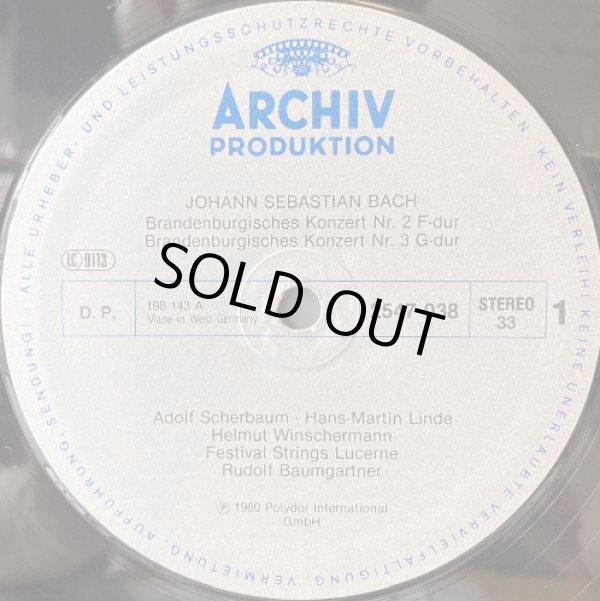 ALLE URHEBER- UND LEISTUNGSSCHUTZRECHTE VORBEHALTEN. KEIN VERLEIH! KEINE UNERLAUBTE VERVIELFÄLTIGUNG, VERMIETUNG, AUFFÜHRUNG, SENDUNG!
ARCHIV
PRODUKTION
JOHANN SEBASTIAN BACH
Brandenburgisches Konzert Nr. 2 F-dur
Brandenburgisches Konzert Nr. 3 G-dur
LC 0113
SOLD OUT
D. P.
198 143 A
Made in West Germany
2547 038
STEREO
33
1
Adolf Scherbaum · Hans-Martin Linde
Helmut Winschermann
Festival Strings Lucerne
Rudolf Baumgartner
Ⓟ 1960 Polydor International
GmbH